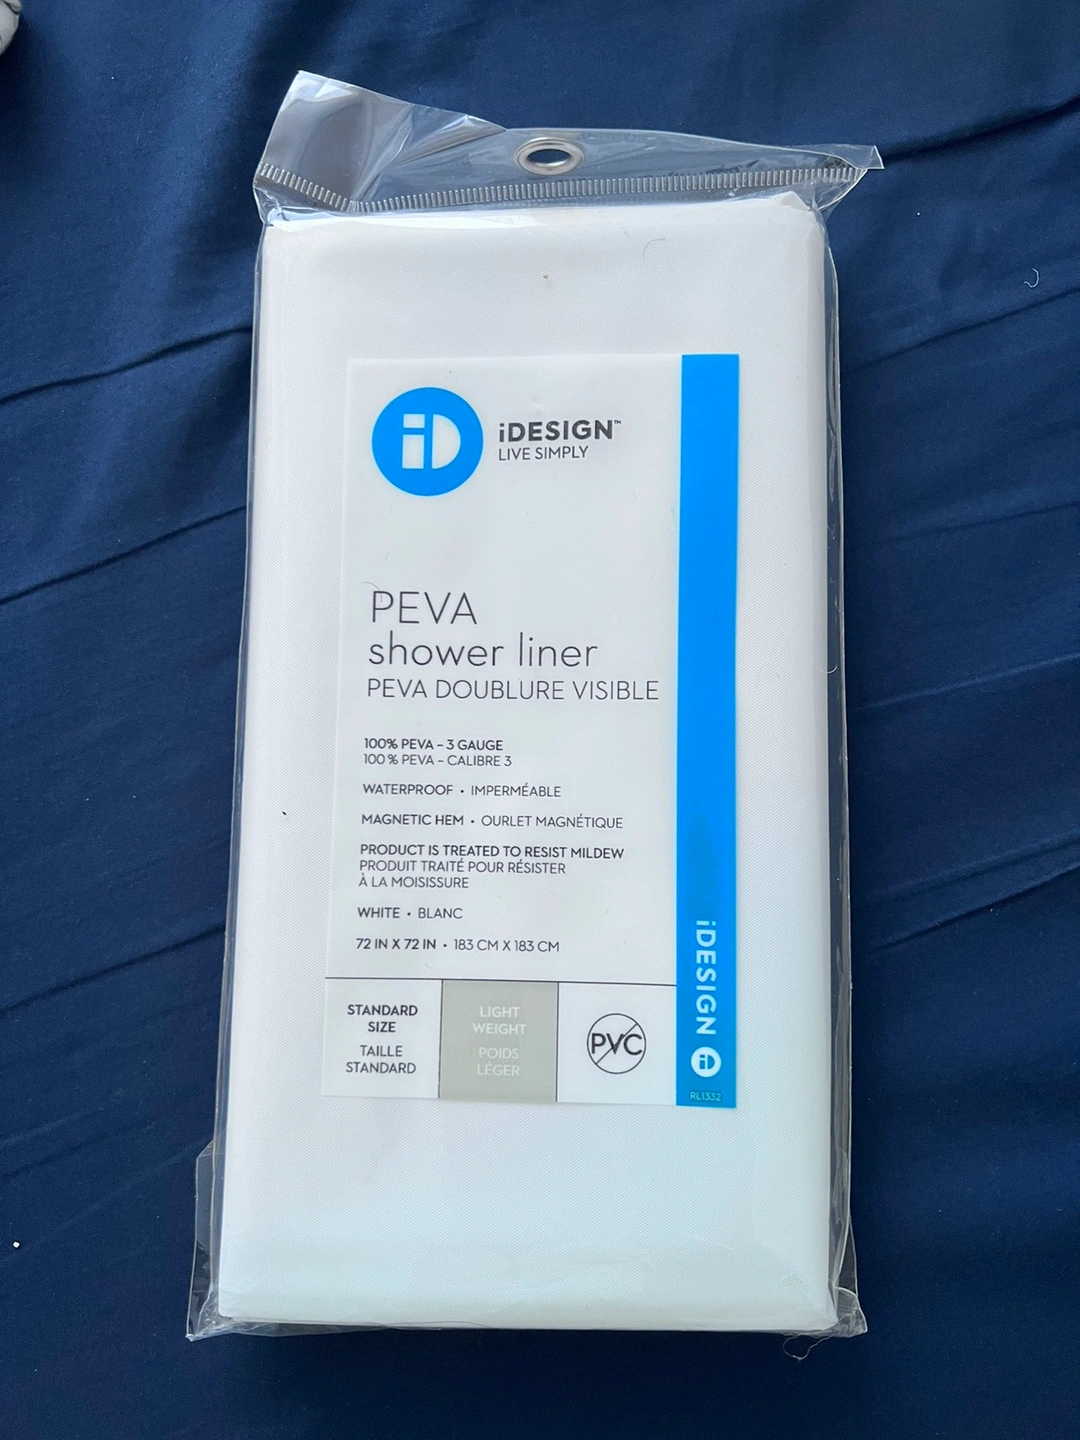 iD
iDESIGN™
LIVE SIMPLY
PEVA
shower liner
PEVA DOUBLURE VISIBLE
100% PEVA – 3 GAUGE
100 % PEVA – CALIBRE 3
WATERPROOF • IMPERMÉABLE
MAGNETIC HEM • OURLET MAGNÉTIQUE
PRODUCT IS TREATED TO RESIST MILDEW
PRODUIT TRAITÉ POUR RÉSISTER
À LA MOISISSURE
WHITE • BLANC
72 IN X 72 IN • 183 CM X 183 CM
STANDARD
SIZE
TAILLE
STANDARD
LIGHT
WEIGHT
POIDS
LÉGER
PVC
iDESIGN iD
RL1332